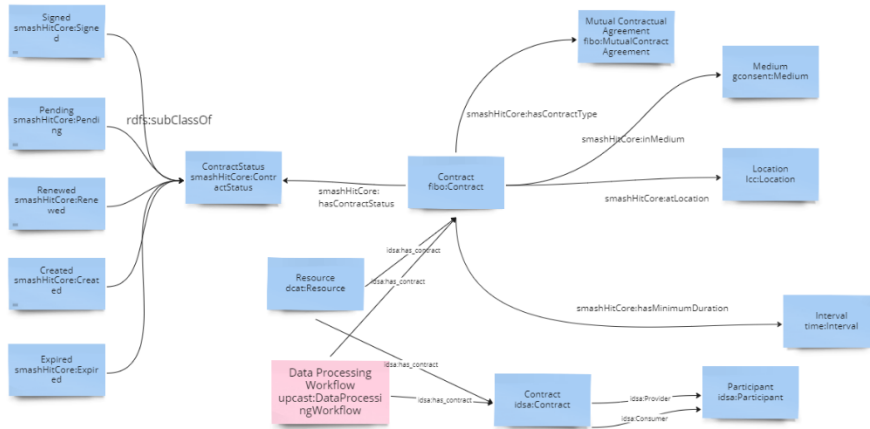 Signed
smashHitCore:Signe
d
Pending
smashHitCore:Pendi
ng
rdfs:subClassOf
Renewed
smashHitCore:Rene
wed
Created
smashHitCore:Creat
ed
Expired
smashHitCore:Expir
ed
ContractStatus
smashHitCore:Contr
actStatus
smashHitCore:
hasContractStatus
Contract
fibo:Contract
smashHitCore:hasContractType
Mutual Contractual
Agreement
fibo:MutualContract
Agreement
smashHitCore:inMedium
Medium
gconsent:Medium
Location
lcc:Location
smashHitCore:atLocation
idsa:has_contract
idsa:has_contract
Resource
dcat:Resource
smashHitCore:hasMinimumDuration
Interval
time:Interval
idsa:has_contract
Data Processing
Workflow
upcast:DataProcessi
ngWorkflow
idsa:has_contract
Contract
idsa:Contract
idsa:Provider
idsa:Consumer
Participant
idsa:Participant